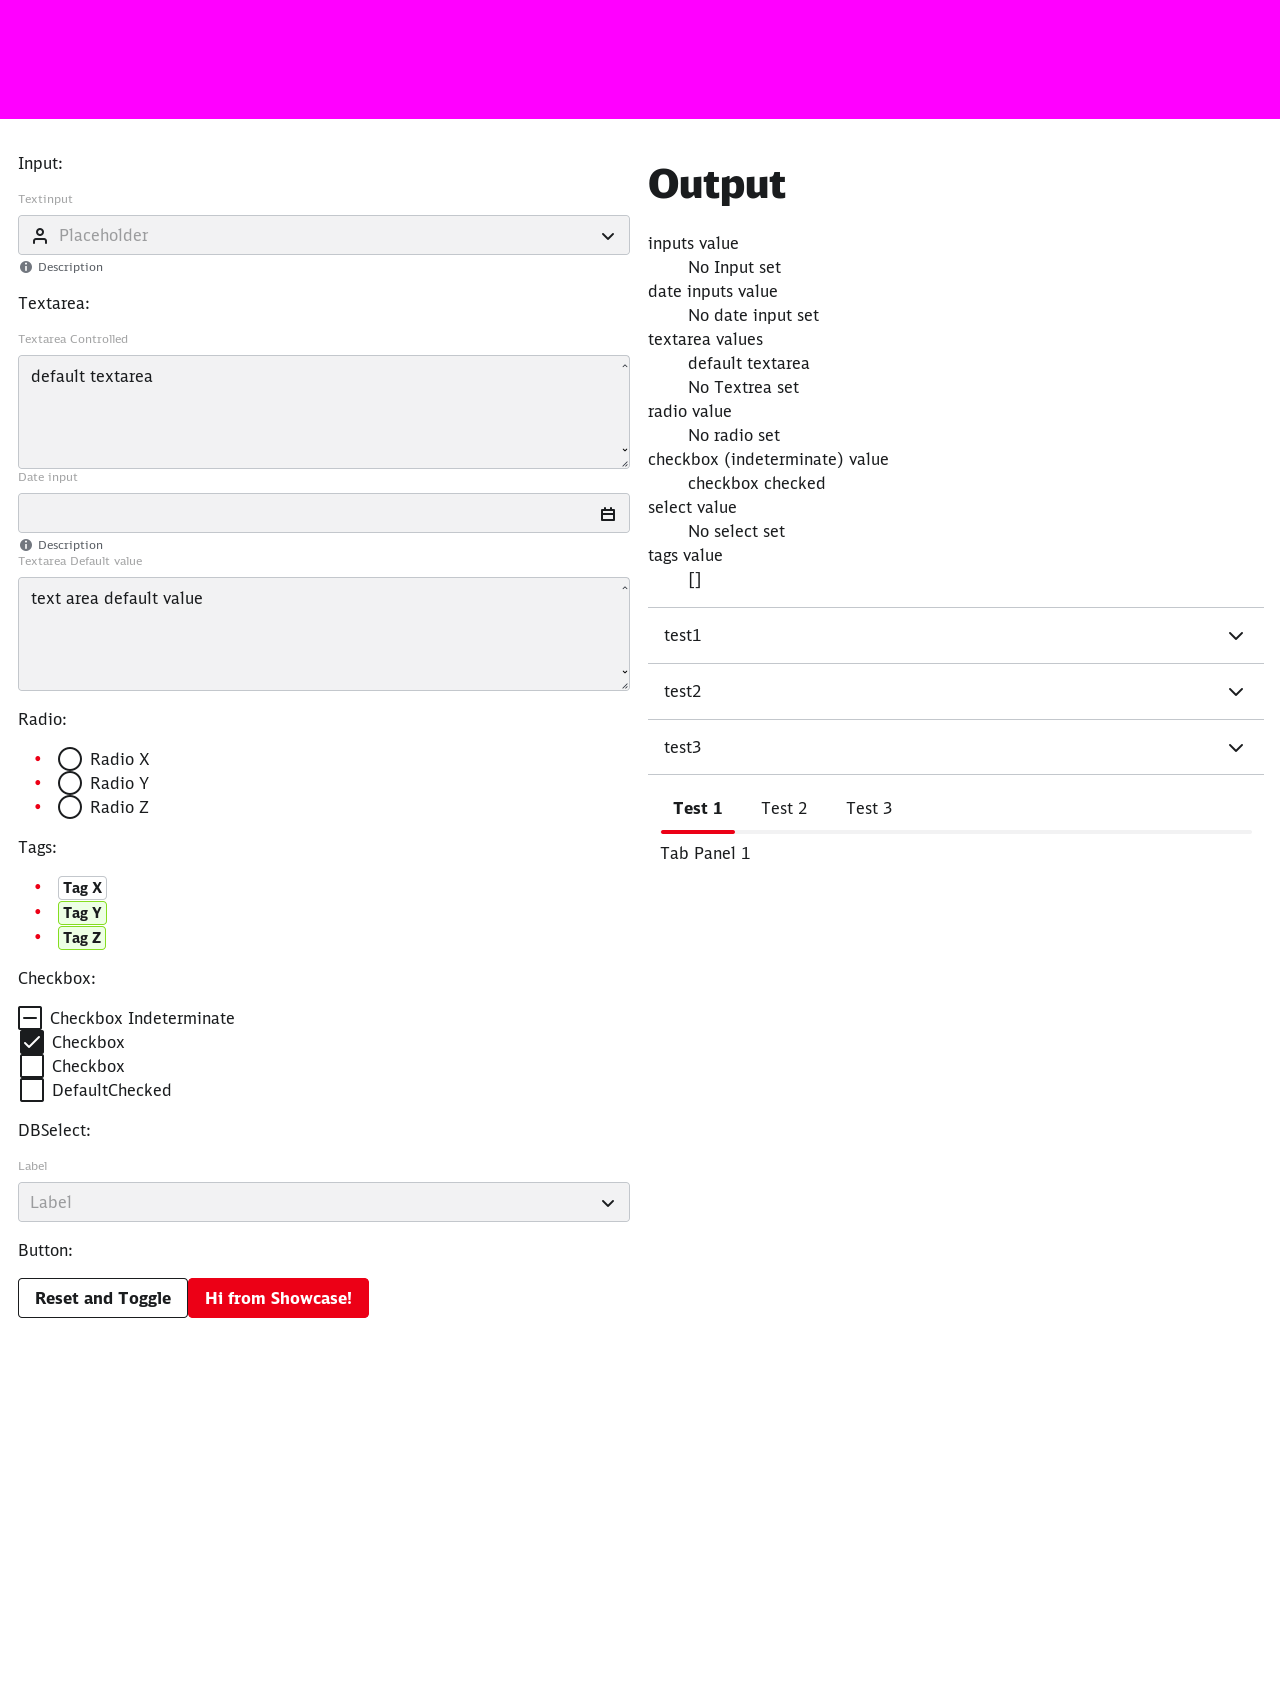 Input:
Textinput
Placeholder
Description
Textarea:
Textarea Controlled
default textarea
Date input
Description
Textarea Default value
text area default value
Radio:
Radio X
Radio Y
Radio Z
Tags:
Tag X
Tag Y
Tag Z
Checkbox:
Checkbox Indeterminate
Checkbox
Checkbox
DefaultChecked
DBSelect:
Label
Label
Button:
Reset and Toggle
Hi from Showcase!
Output
inputs value
No Input set
date inputs value
No date input set
textarea values
default textarea
No Textrea set
radio value
No radio set
checkbox (indeterminate) value
checkbox checked
select value
No select set
tags value
[]
test1
test2
test3
Test 1 Test 2 Test 3
Tab Panel 1